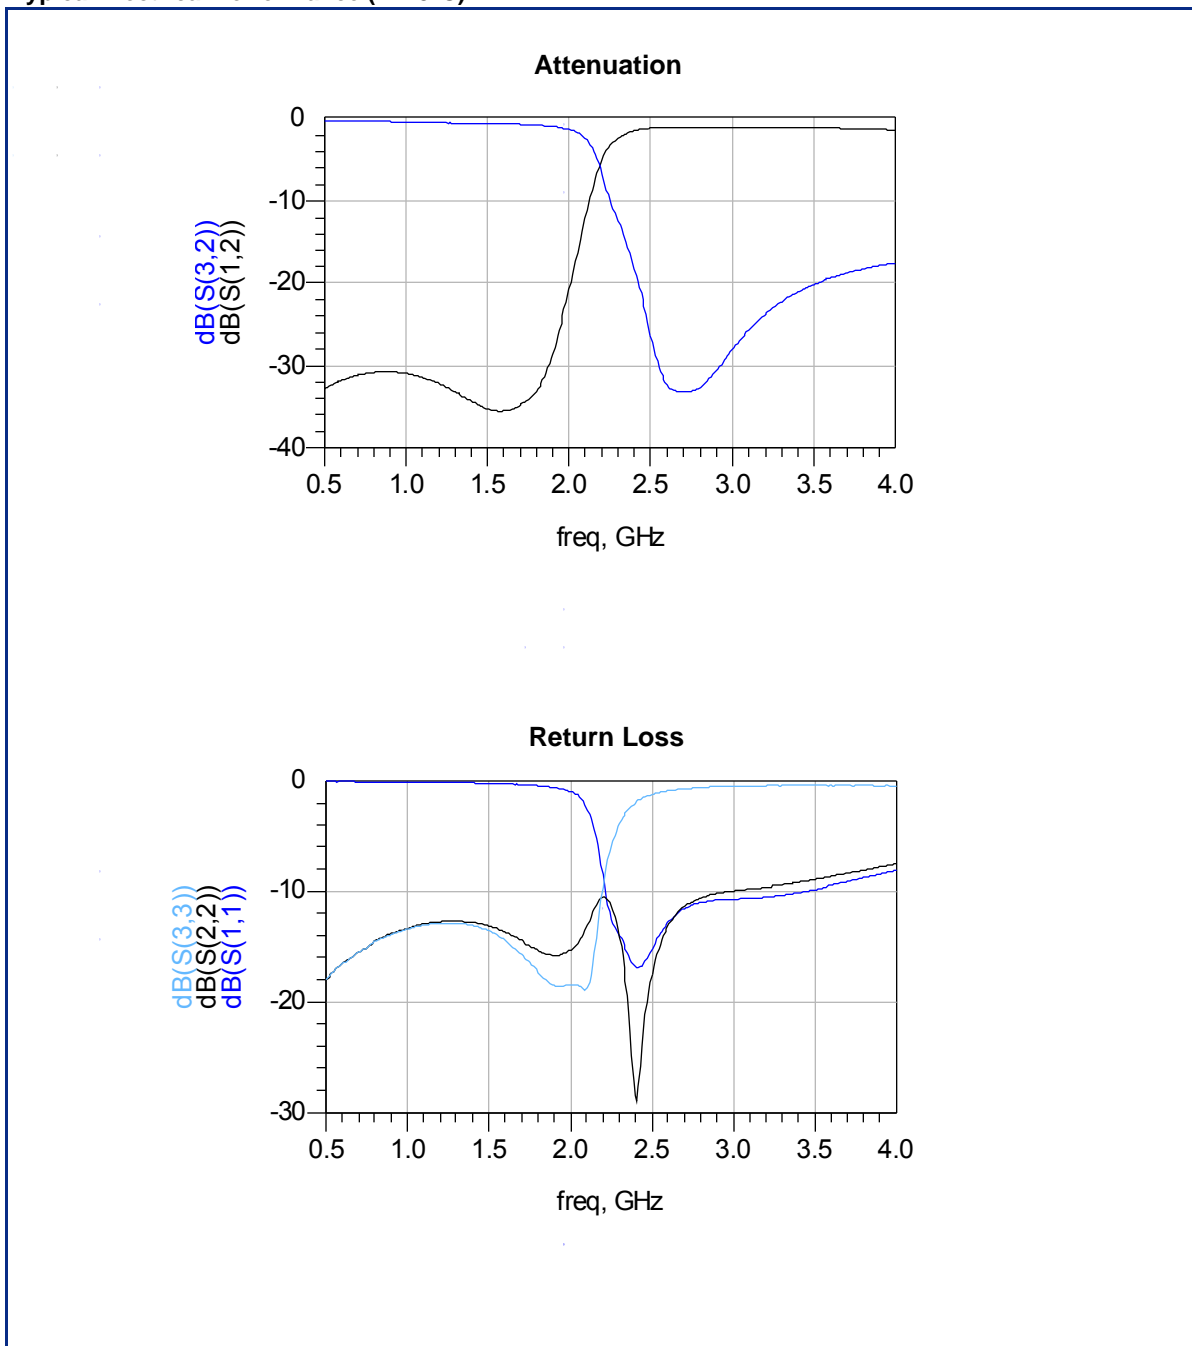 Attenuation
0
-10
-20
-30
-40
dB(S(3,2))
dB(S(1,2))
0.5 1.0 1.5 2.0 2.5 3.0 3.5 4.0
freq, GHz
Return Loss
0
-10
-20
-30
dB(S(3,3))
dB(S(2,2))
dB(S(1,1))
0.5 1.0 1.5 2.0 2.5 3.0 3.5 4.0
freq, GHz